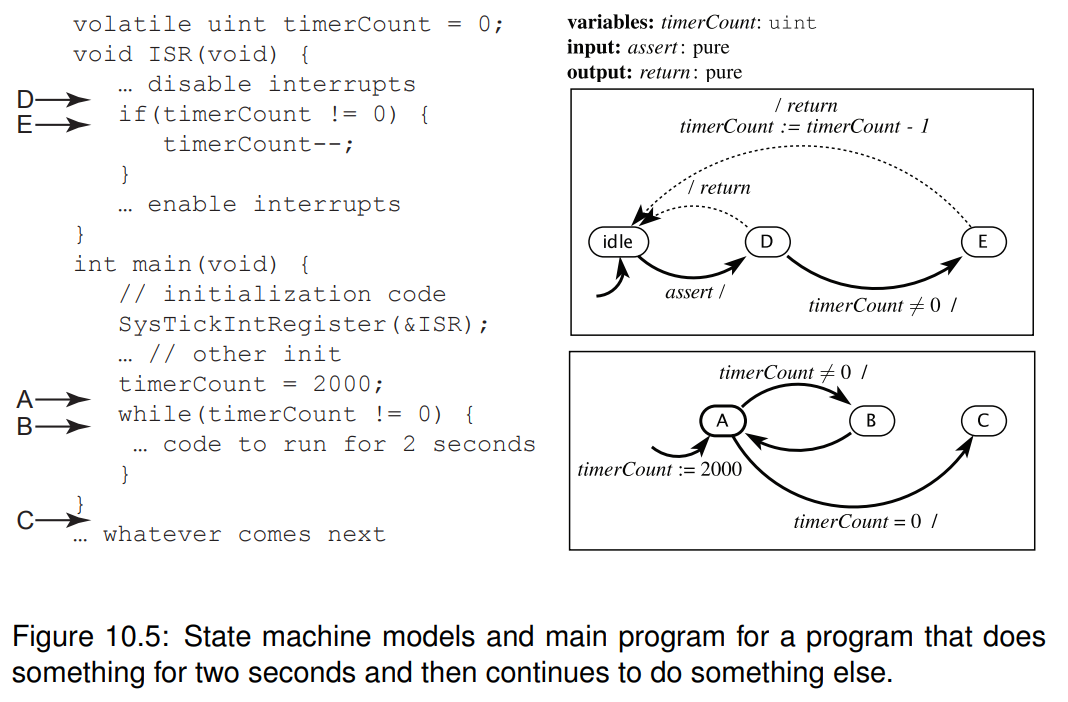 volatile uint timerCount = 0;
void ISR(void) {
… disable interrupts
D
E
if(timerCount != 0) {
timerCount--;
}
… enable interrupts
}
int main(void) {
// initialization code
SysTickIntRegister(&ISR);
… // other init
timerCount = 2000;
A
B
while(timerCount != 0) {
… code to run for 2 seconds
}
}
C
… whatever comes next
variables: timerCount: uint
input: assert: pure
output: return: pure
/ return
timerCount := timerCount - 1
/ return
idle
D
E
assert /
timerCount ≠ 0 /
timerCount ≠ 0 /
A
B
C
timerCount := 2000
timerCount = 0 /
Figure 10.5: State machine models and main program for a program that does
something for two seconds and then continues to do something else.